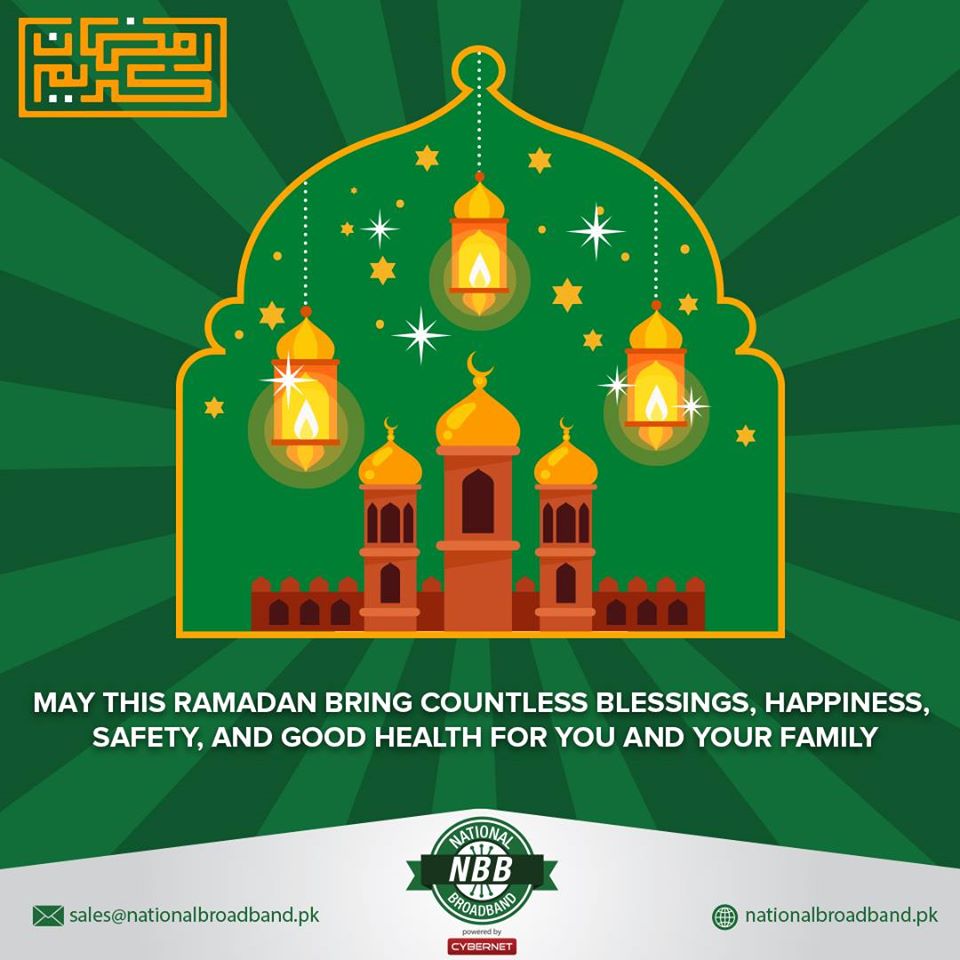 رمضان
كريم
MAY THIS RAMADAN BRING COUNTLESS BLESSINGS, HAPPINESS,
SAFETY, AND GOOD HEALTH FOR YOU AND YOUR FAMILY
NATIONAL
NBB
BROADBAND
powered by
CYBERNET
sales@nationalbroadband.pk
nationalbroadband.pk